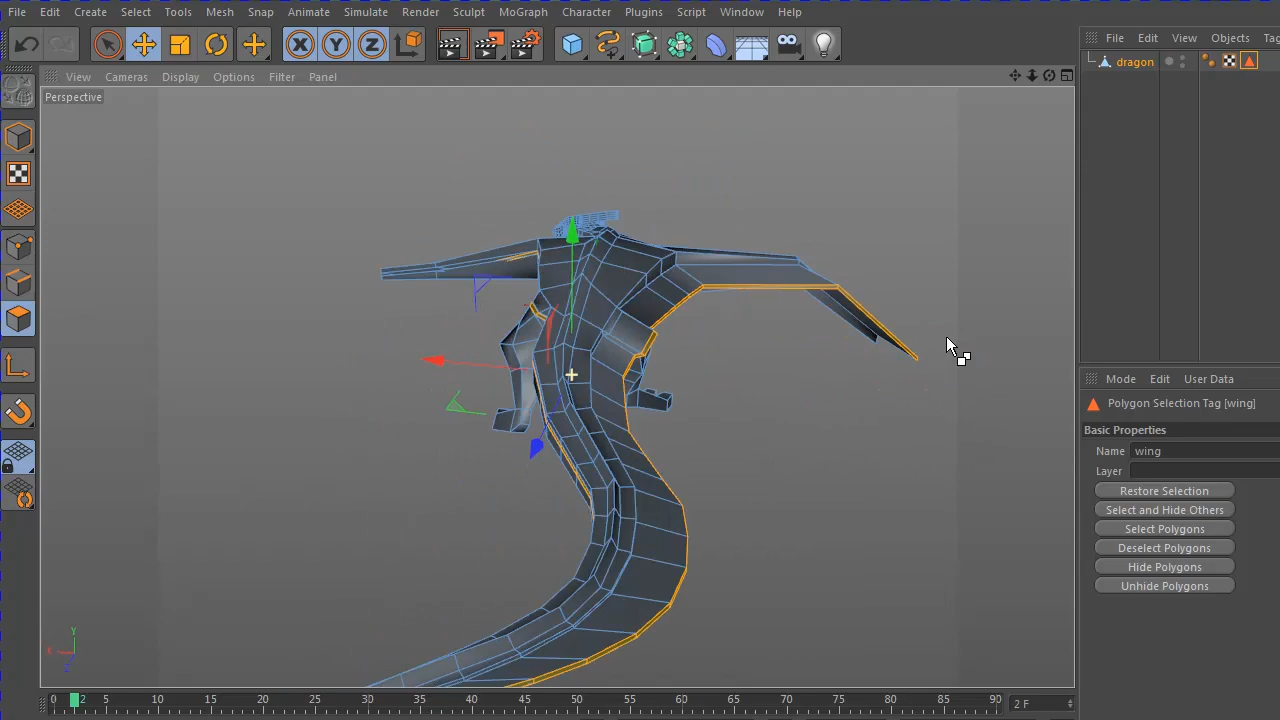 File Edit Create Select Tools Mesh Snap Animate Simulate Render Sculpt MoGraph Character Plugins Script Window Help
X Y Z
File Edit View Objects Tag
dragon
View Cameras Display Options Filter Panel
Perspective
Mode Edit User Data
Polygon Selection Tag [wing]
Basic Properties
Name wing
Layer
Restore Selection
Select and Hide Others
Select Polygons
Deselect Polygons
Hide Polygons
Unhide Polygons
Y
X
Z
0 2 5 10 15 20 25 30 35 40 45 50 55 60 65 70 75 80 85 90 2 F